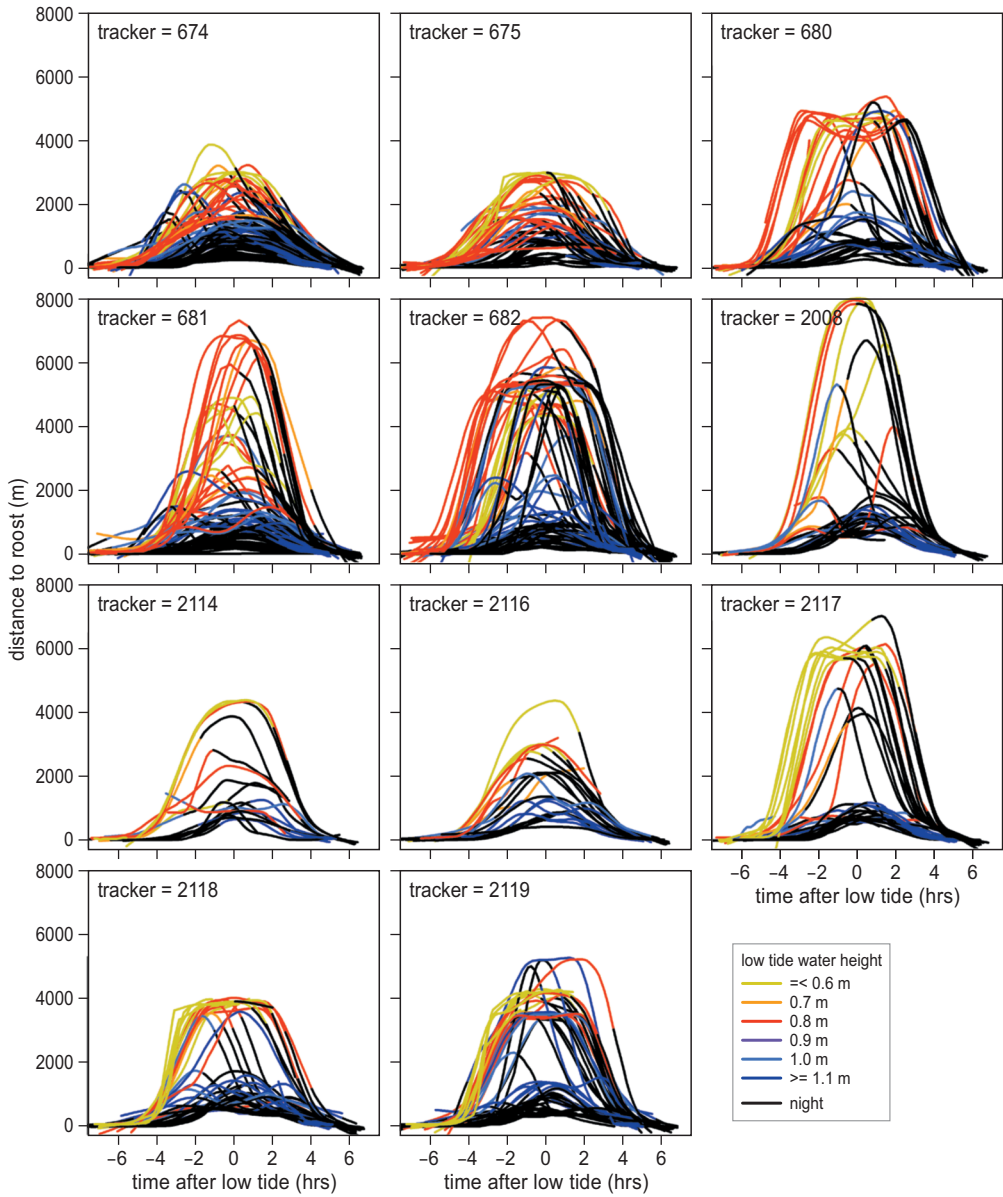 8000
6000
4000
2000
0
tracker = 674
tracker = 675
tracker = 680
8000
6000
4000
2000
0
tracker = 681
tracker = 682
tracker = 2008
distance to roost (m)
8000
6000
4000
2000
0
tracker = 2114
tracker = 2116
tracker = 2117
−6 −4 −2 0 2 4 6
time after low tide (hrs)
8000
6000
4000
2000
0
tracker = 2118
tracker = 2119
−6 −4 −2 0 2 4 6
−6 −4 −2 0 2 4 6
time after low tide (hrs)
time after low tide (hrs)
low tide water height
=< 0.6 m
0.7 m
0.8 m
0.9 m
1.0 m
>= 1.1 m
night